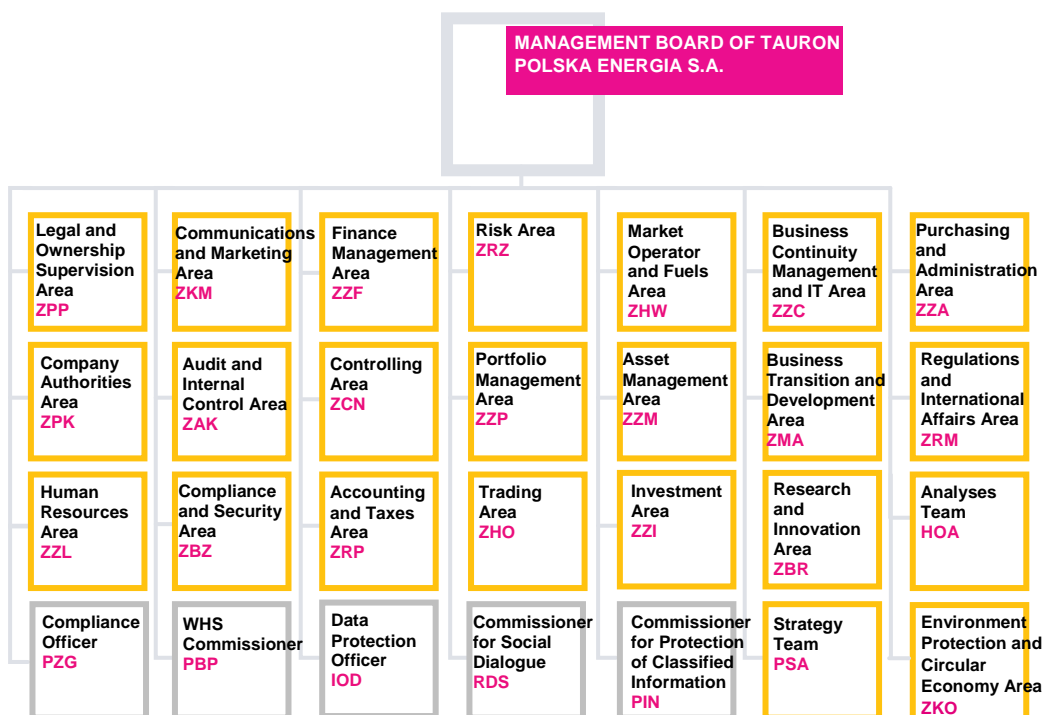 MANAGEMENT BOARD OF TAURON
POLSKA ENERGIA S.A.
Legal and
Ownership
Supervision
Area
ZPP
Communications
and Marketing
Area
ZKM
Finance
Management
Area
ZZF
Risk Area
ZRZ
Market
Operator
and Fuels
Area
ZHW
Business
Continuity
Management
and IT Area
ZZC
Purchasing
and
Administration
Area
ZZA
Company
Authorities
Area
ZPK
Audit and
Internal
Control Area
ZAK
Controlling
Area
ZCN
Portfolio
Management
Area
ZZP
Asset
Management
Area
ZZM
Business
Transition and
Development
Area
ZMA
Regulations
and
International
Affairs Area
ZRM
Human
Resources
Area
ZZL
Compliance
and Security
Area
ZBZ
Accounting
and Taxes
Area
ZRP
Trading
Area
ZHO
Investment
Area
ZZI
Research
and
Innovation
Area
ZBR
Analyses
Team
HOA
Compliance
Officer
PZG
WHS
Commissioner
PBP
Data
Protection
Officer
IOD
Commissioner
for Social
Dialogue
RDS
Commissioner
for Protection
of Classified
Information
PIN
Strategy
Team
PSA
Environment
Protection and
Circular
Economy Area
ZKO